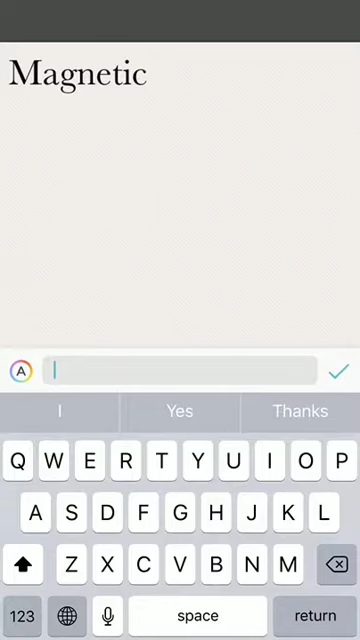 Magnetic
A
I Yes Thanks
Q W E R T Y U I O P
A S D F G H J K L
Z X C V B N M
123 space return